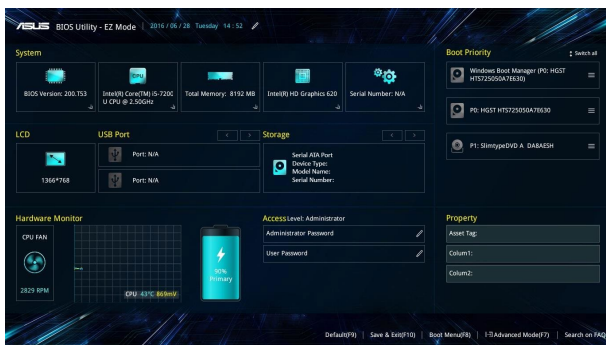 ASUS BIOS Utility - EZ Mode 2016/06/28 Tuesday 14:52
System
BIOS Version: 200.T53
Intel(R) Core(TM) i5-7200
U CPU @ 2.50GHz
Total Memory: 8192 MB
Intel(R) HD Graphics 620
Serial Number: N/A
Boot Priority
Switch all
Windows Boot Manager (P0: HGST
HTS725050A7E630)
P0: HGST HTS725050A7E630
P1: SlimtypeDVD A DA8AESH
LCD
1366*768
USB Port
Port: N/A
Port: N/A
Storage
Serial ATA Port
Device Type:
Model Name:
Serial Number:
Hardware Monitor
CPU FAN
2829 RPM
CPU 43°C 869mV
90%
Primary
Access Level: Administrator
Administrator Password
User Password
Property
Asset Tag:
Colum1:
Colum2:
Default(F9) | Save & Exit(F10) | Boot Menu(F8) | Advanced Mode(F7) | Search on FAQ